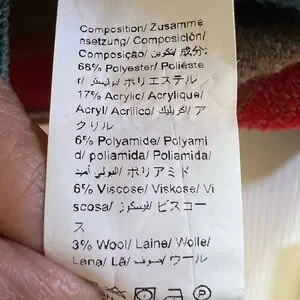 Composition/ Zusamme
nsetzung/ Composición/
Composição/ تكوين/ 成分:
66% Polyester/ Polieste
r/ بوليستر/ ポリエステル
17% Acrylic/ Acrylique/
Acryl/ Acrílico/ اكريليك/ ア
クリル
6% Polyamide/ Polyami
d/ poliamida/ Poliamida/
البولي أميد/ ポリアミド
6% Viscose/ Viskose/ Vi
scosa/ فيسكوز/ ビスコー
ス
3% Wool/ Laine/ Wolle/
Lana/ Lã/ صوف/ ウール